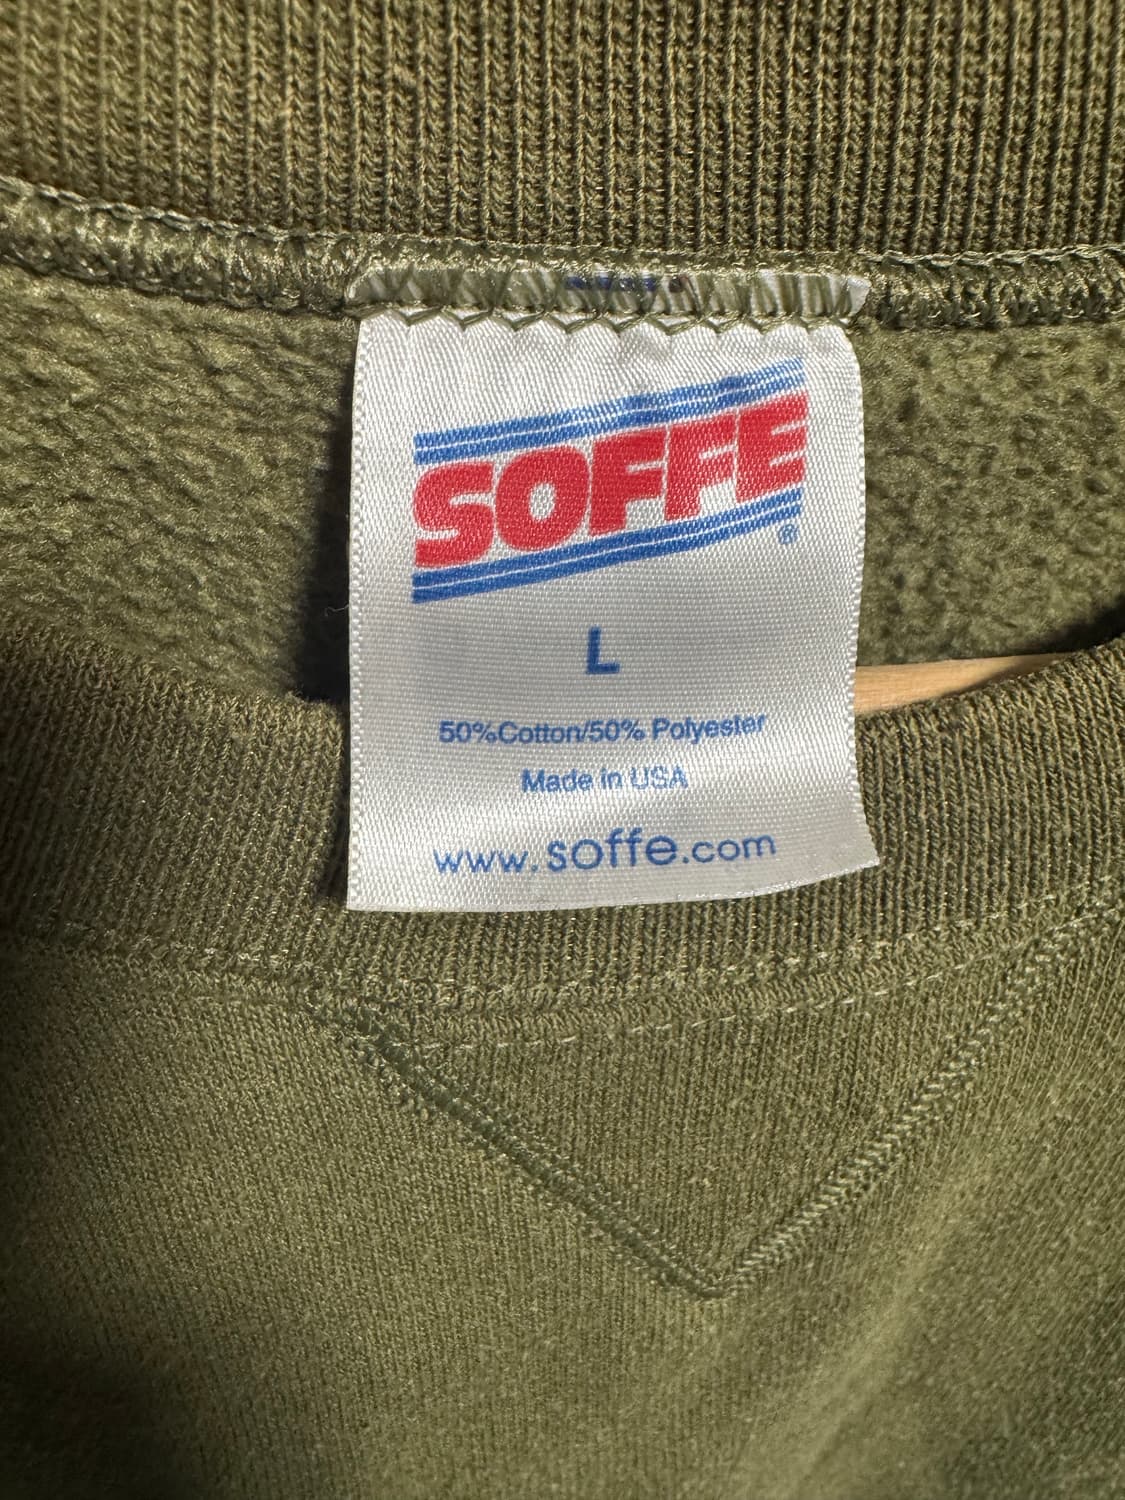 SOFFE
®
L
50%Cotton/50% Polyester
Made in USA
www.soffe.com